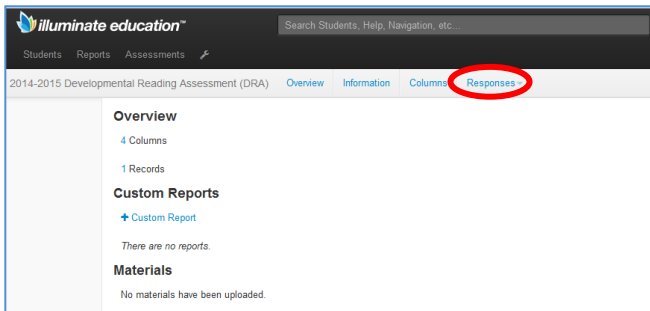 illuminate education™ Search Students, Help, Navigation, etc...
Students Reports Assessments
2014-2015 Developmental Reading Assessment (DRA) Overview Information Columns Responses
Overview
4 Columns
1 Records
Custom Reports
+ Custom Report
There are no reports.
Materials
No materials have been uploaded.